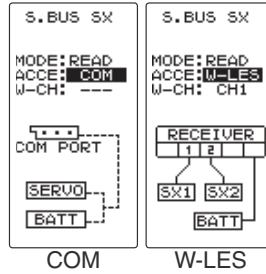 S.BUS SX
MODE:READ
ACCE: COM
W-CH: ---
COM PORT
SERVO
BATT
COM
S.BUS SX
MODE:READ
ACCE:W-LES
W-CH: CH1
RECEIVER
1 2
SX1 SX2
BATT
W-LES